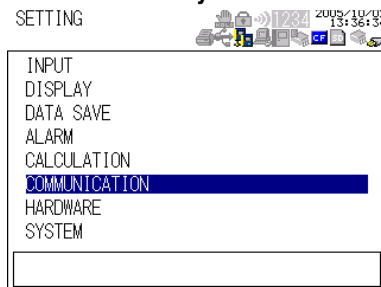 SETTING
1234
2005/10/0
13:36:3
CF
INPUT
DISPLAY
DATA SAVE
ALARM
CALCULATION
COMMUNICATION
HARDWARE
SYSTEM